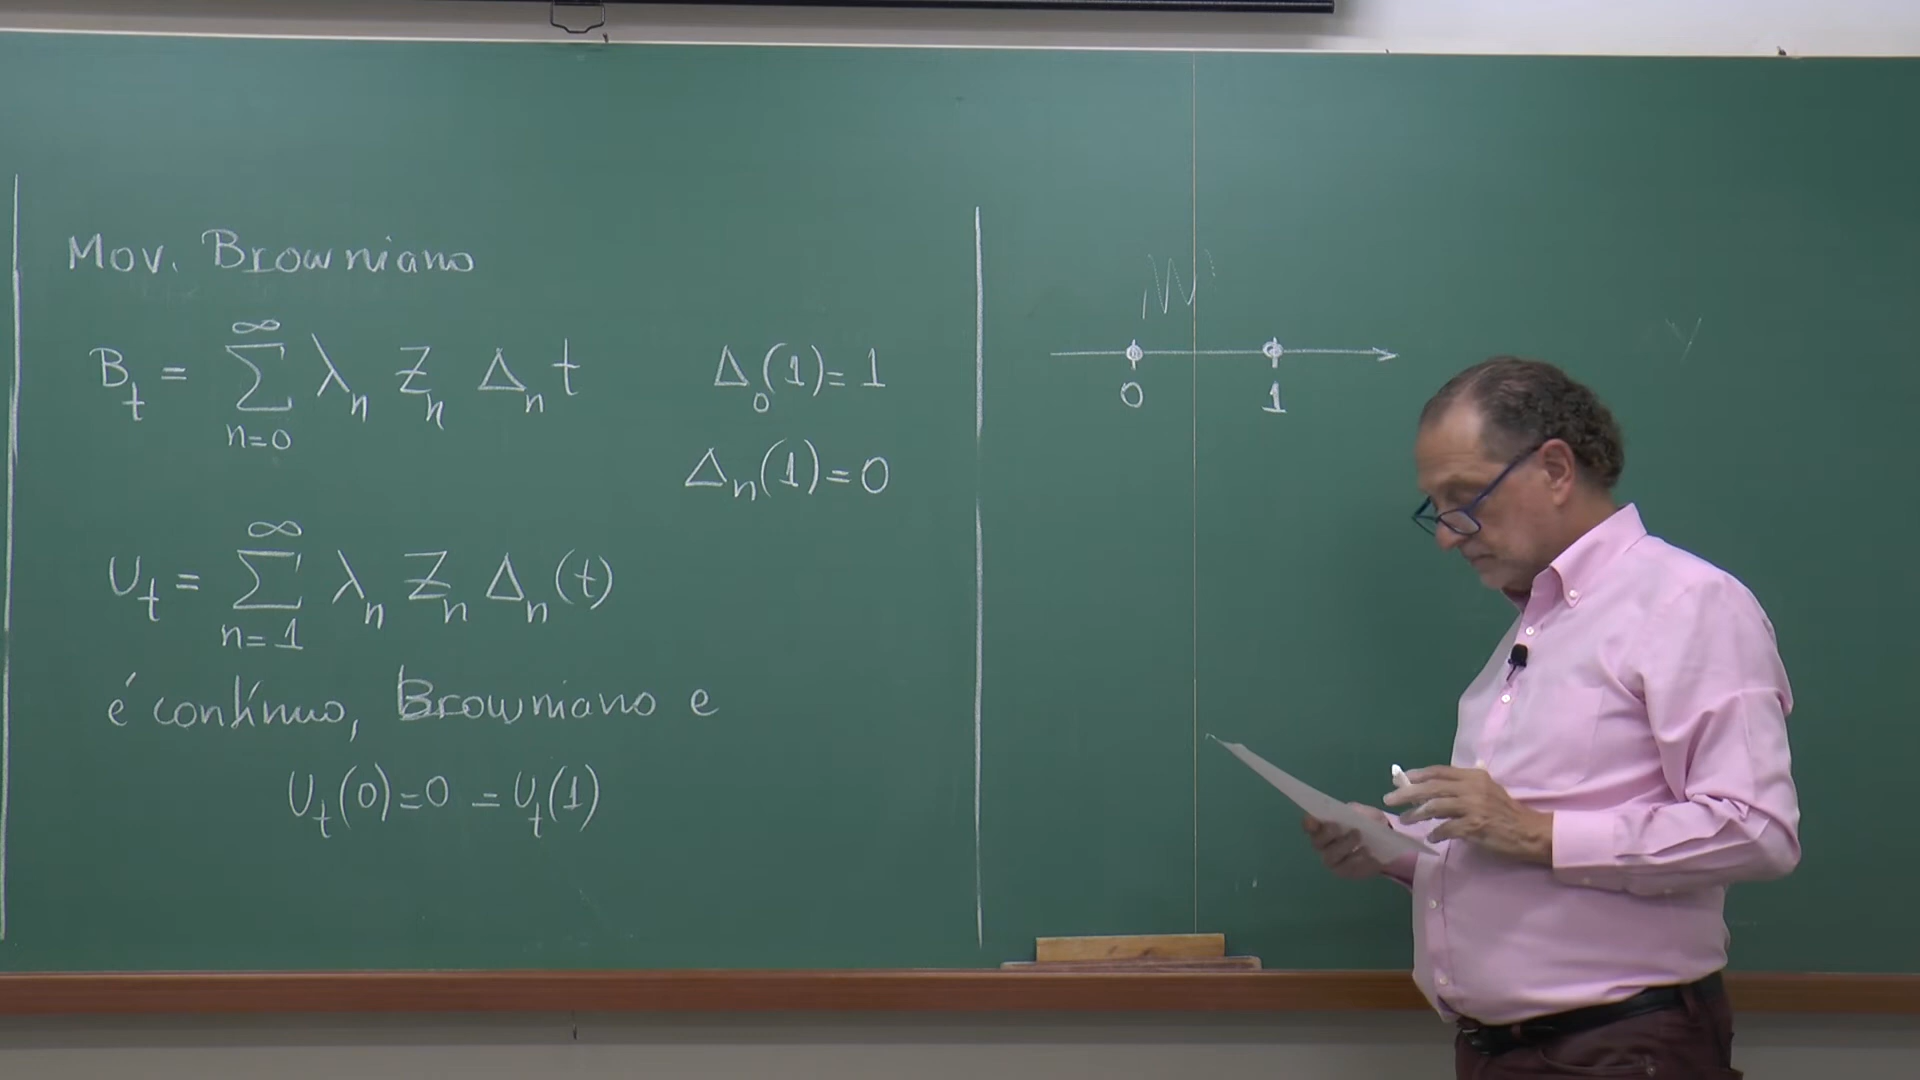 Mov. Browniano
B_t = ∑_{n=0}^{∞} λ_n Z_n Δ_n t
Δ_0(1)=1
Δ_n(1)=0
U_t = ∑_{n=1}^{∞} λ_n Z_n Δ_n(t)
é contínuo, Browniano e
U_t(0)=0 = U_t(1)
0 1